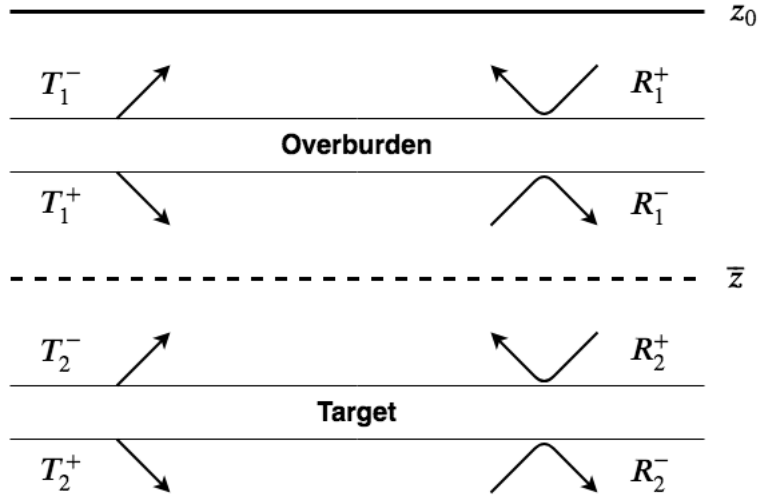 z₀
T₁⁻ R₁⁺
Overburden
T₁⁺ R₁⁻
z̄
T₂⁻ R₂⁺
Target
T₂⁺ R₂⁻